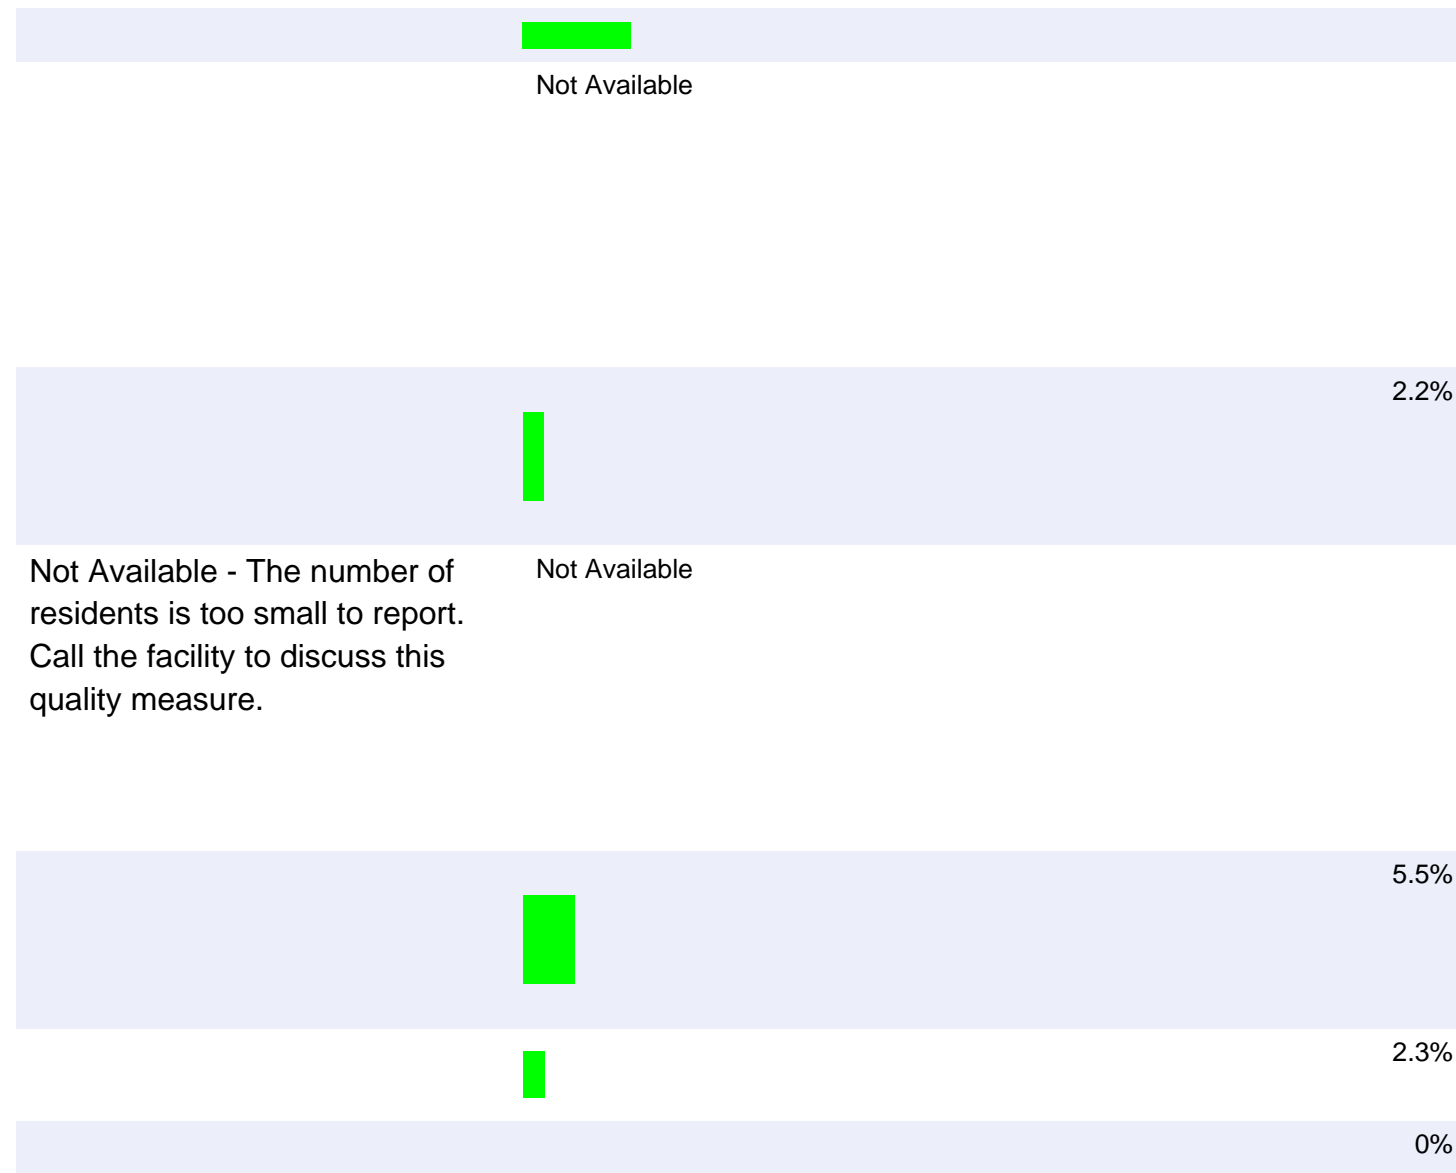 Not Available
2.2%
Not Available - The number of
residents is too small to report.
Call the facility to discuss this
quality measure.
Not Available
5.5%
2.3%
0%